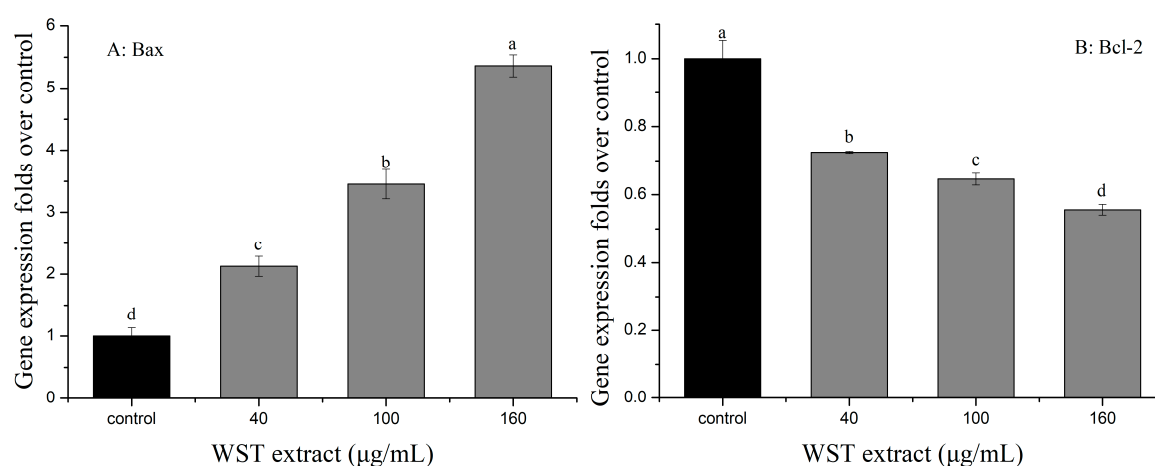 A: Bax
Gene expression folds over control
6
5
4
3
2
1
0
d
c
b
a
control 40 100 160
WST extract (μg/mL)
B: Bcl-2
Gene expression folds over control
1.0
0.8
0.6
0.4
0.2
0.0
a
b
c
d
control 40 100 160
WST extract (μg/mL)